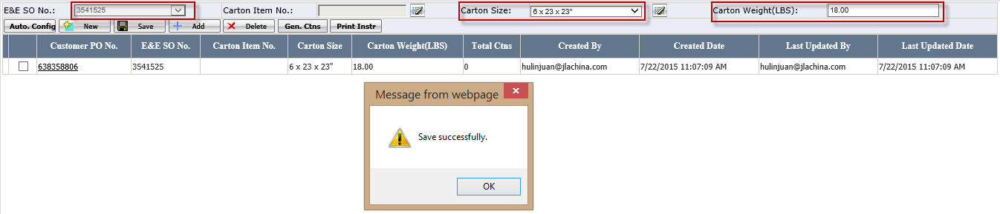 E&E SO No.: 3541525 Carton Item No.: Carton Size: 6 x 23 x 23" Carton Weight(LBS): 18.00
Auto. Config New Save Add Delete Gen. Ctns Print Instr
Customer PO No. E&E SO No. Carton Item No. Carton Size Carton Weight(LBS) Total Ctns Created By Created Date Last Updated By Last Updated Date
638358806 3541525 6 x 23 x 23" 18.00 0 hulinjuan@jlachina.com 7/22/2015 11:07:09 AM hulinjuan@jlachina.com 7/22/2015 11:07:09 AM
Message from webpage
Save successfully.
OK